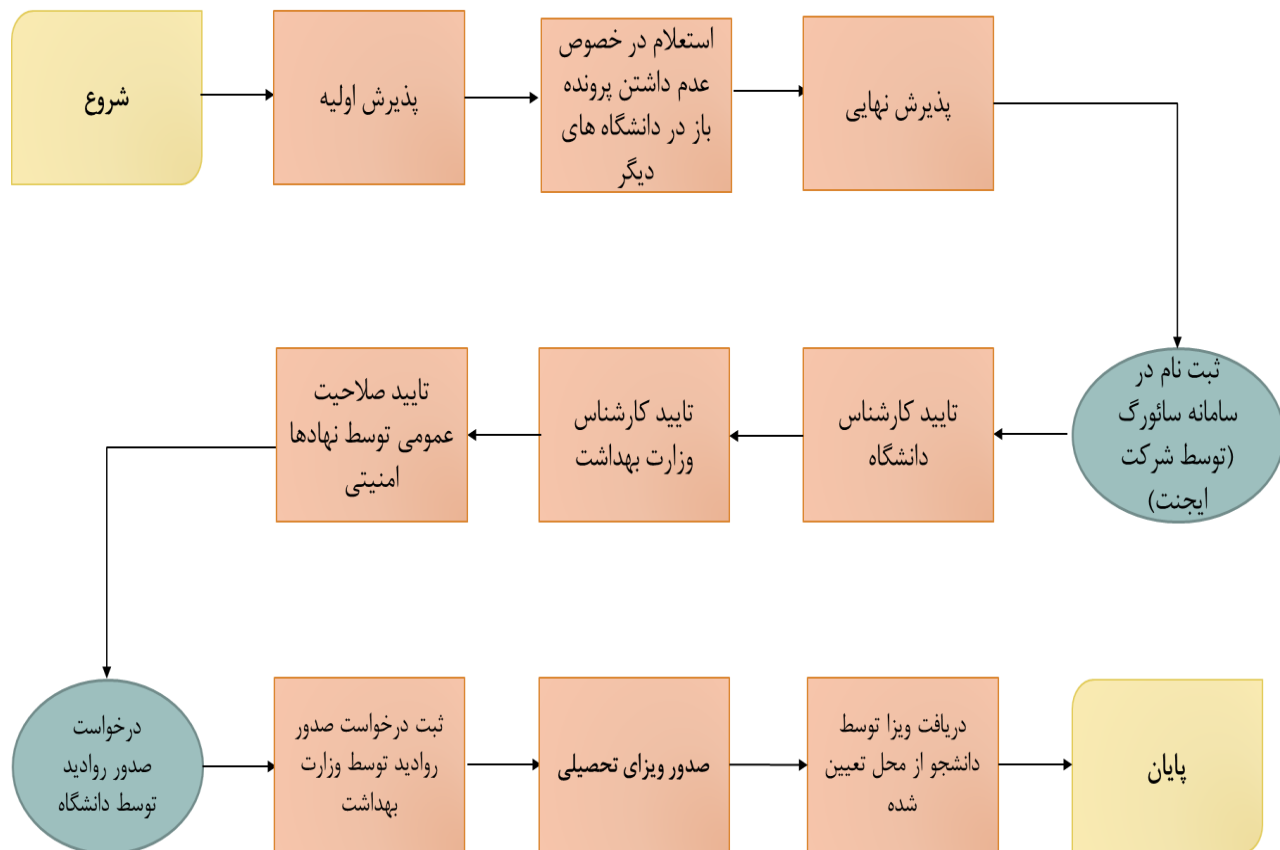 شروع
پذیرش اولیه
استعلام در خصوص
عدم داشتن پرونده
باز در دانشگاه های
دیگر
پذیرش نهایی
ثبت نام در
سامانه سائورگ
(توسط شرکت
ایجنت)
تایید کارشناس
دانشگاه
تایید کارشناس
وزارت بهداشت
تایید صلاحیت
عمومی توسط نهادها
امنیتی
درخواست
صدور روادید
توسط دانشگاه
ثبت درخواست صدور
روادید توسط وزارت
بهداشت
صدور ویزای تحصیلی
دریافت ویزا توسط
دانشجو از محل تعیین
شده
پایان